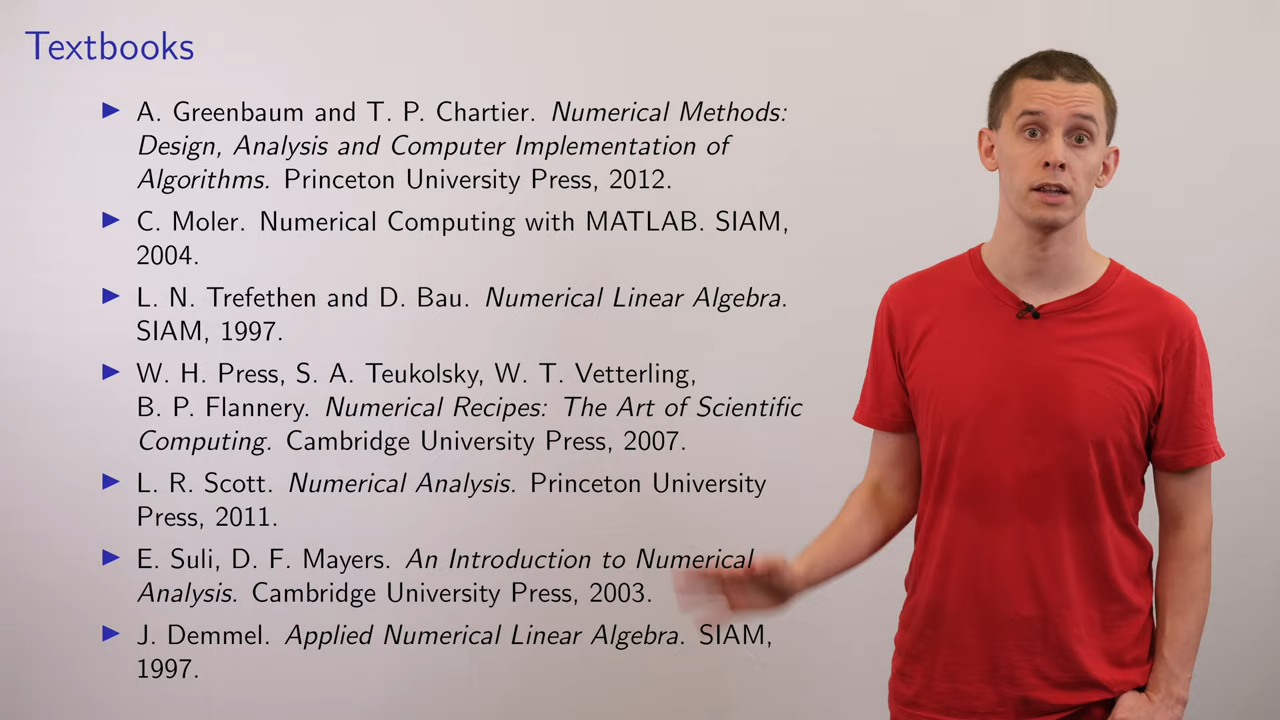 Textbooks
A. Greenbaum and T. P. Chartier. Numerical Methods:
Design, Analysis and Computer Implementation of
Algorithms. Princeton University Press, 2012.
C. Moler. Numerical Computing with MATLAB. SIAM,
2004.
L. N. Trefethen and D. Bau. Numerical Linear Algebra.
SIAM, 1997.
W. H. Press, S. A. Teukolsky, W. T. Vetterling,
B. P. Flannery. Numerical Recipes: The Art of Scientific
Computing. Cambridge University Press, 2007.
L. R. Scott. Numerical Analysis. Princeton University
Press, 2011.
E. Suli, D. F. Mayers. An Introduction to Numerical
Analysis. Cambridge University Press, 2003.
J. Demmel. Applied Numerical Linear Algebra. SIAM,
1997.